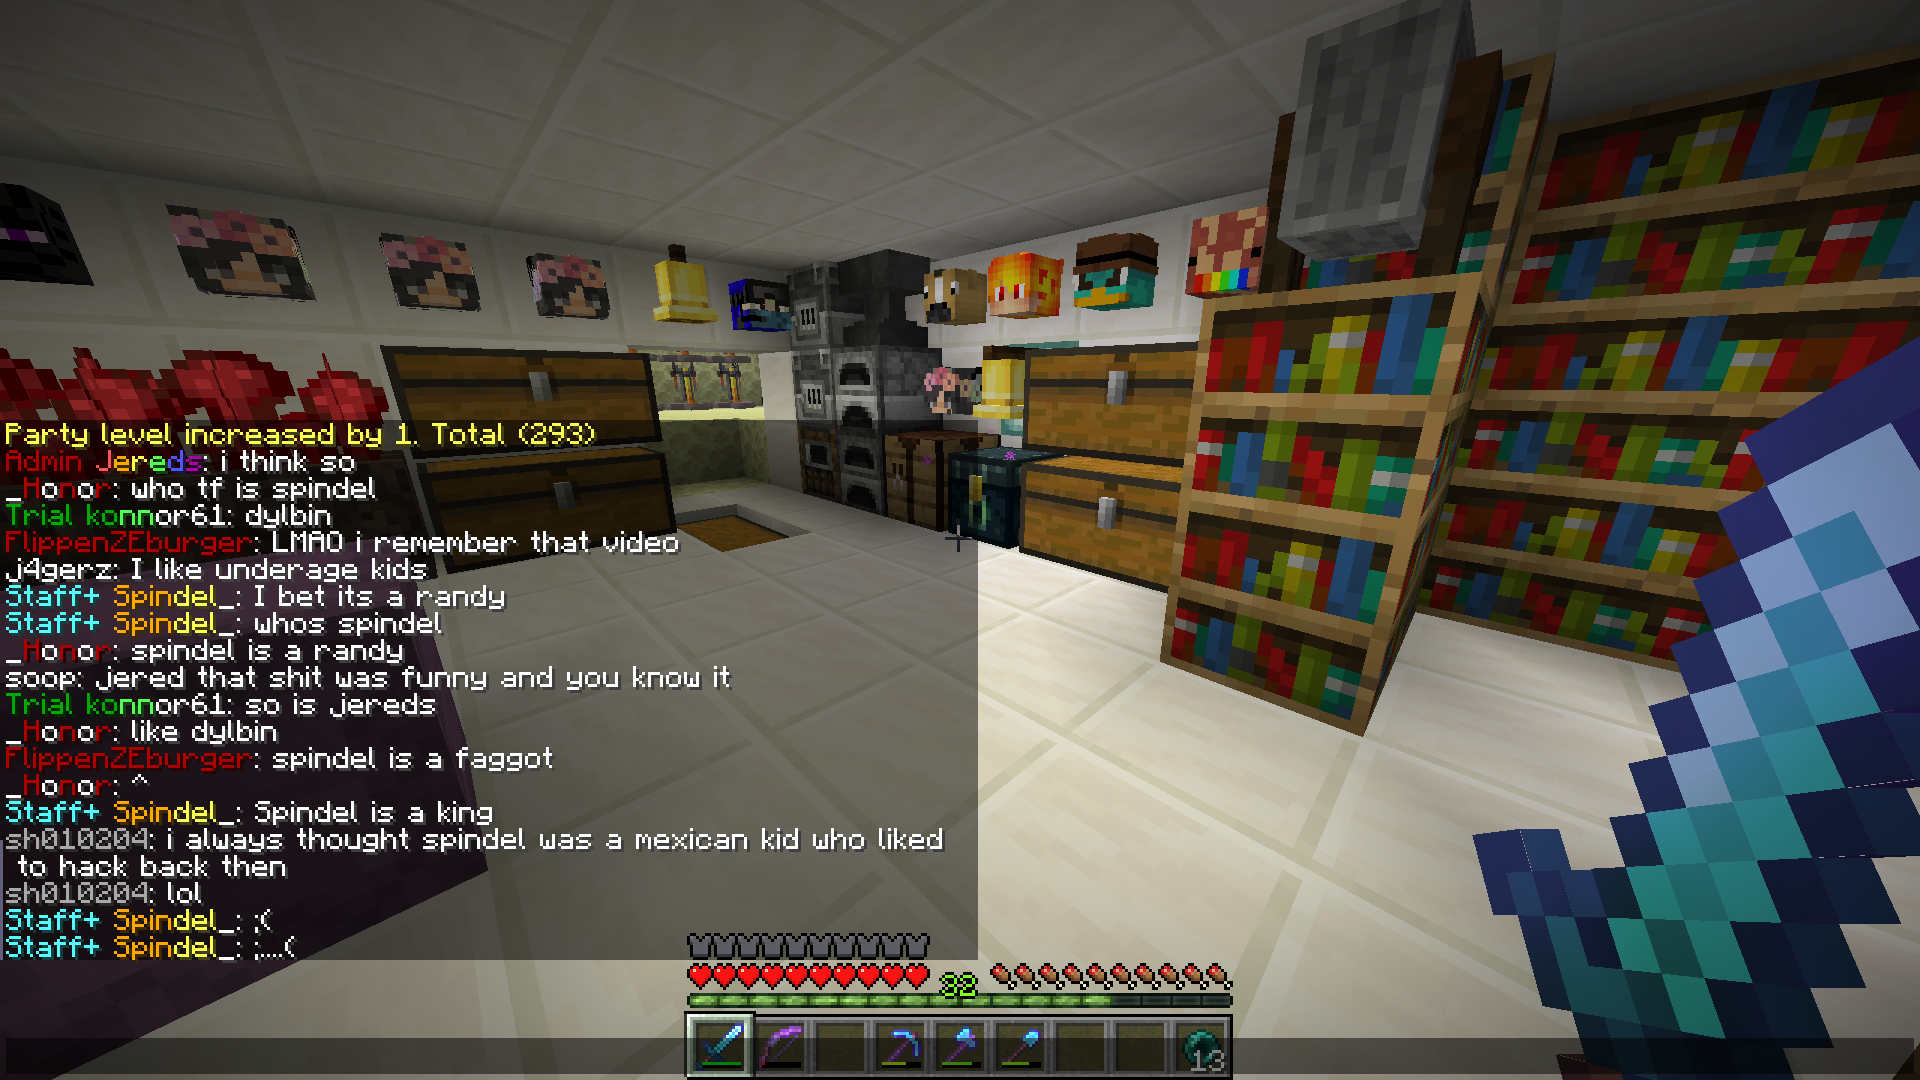 Party level increased by 1. Total (293)
Admin Jereds: i think so
_Honor: who tf is spindel
Trial konnor61: dylbin
FlippenZEburger: LMAO i remember that video
j4gerz: I like underage kids
Staff+ Spindel_: I bet its a randy
Staff+ Spindel_: whos spindel
_Honor: spindel is a randy
soop: jered that shit was funny and you know it
Trial konnor61: so is jereds
_Honor: like dylbin
FlippenZEburger: spindel is a faggot
_Honor: ^
Staff+ Spindel_: Spindel is a king
sh010204: i always thought spindel was a mexican kid who liked
to hack back then
sh010204: lol
Staff+ Spindel_: ;(
Staff+ Spindel_: ;...(
32
13